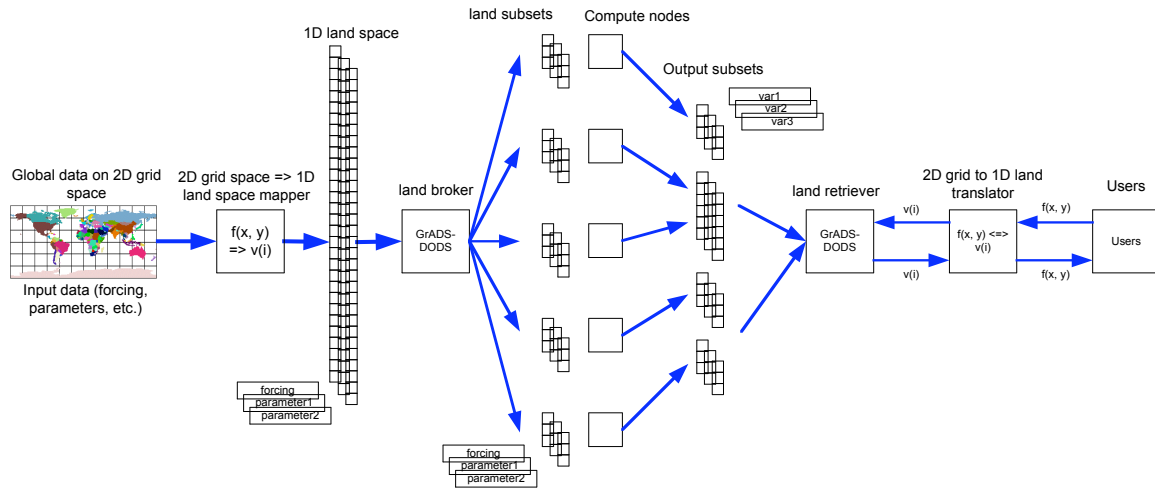 Global data on 2D grid
space
Input data (forcing,
parameters, etc.)
2D grid space => 1D
land space mapper
f(x, y)
=> v(i)
1D land space
forcing
parameter1
parameter2
land broker
GrADS-
DODS
land subsets
forcing
parameter1
parameter2
Compute nodes
Output subsets
var1
var2
var3
land retriever
GrADS-
DODS
v(i)
v(i)
2D grid to 1D land
translator
f(x, y) <=>
v(i)
f(x, y)
f(x, y)
Users
Users